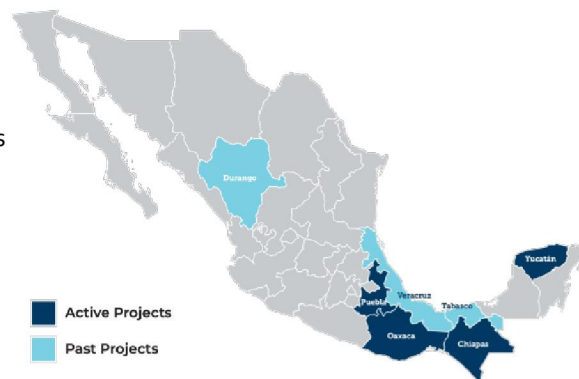 s
Durango
Yucatán
Veracruz
Tabasco
Puebla
Oaxaca
Chiapas
Active Projects
Past Projects